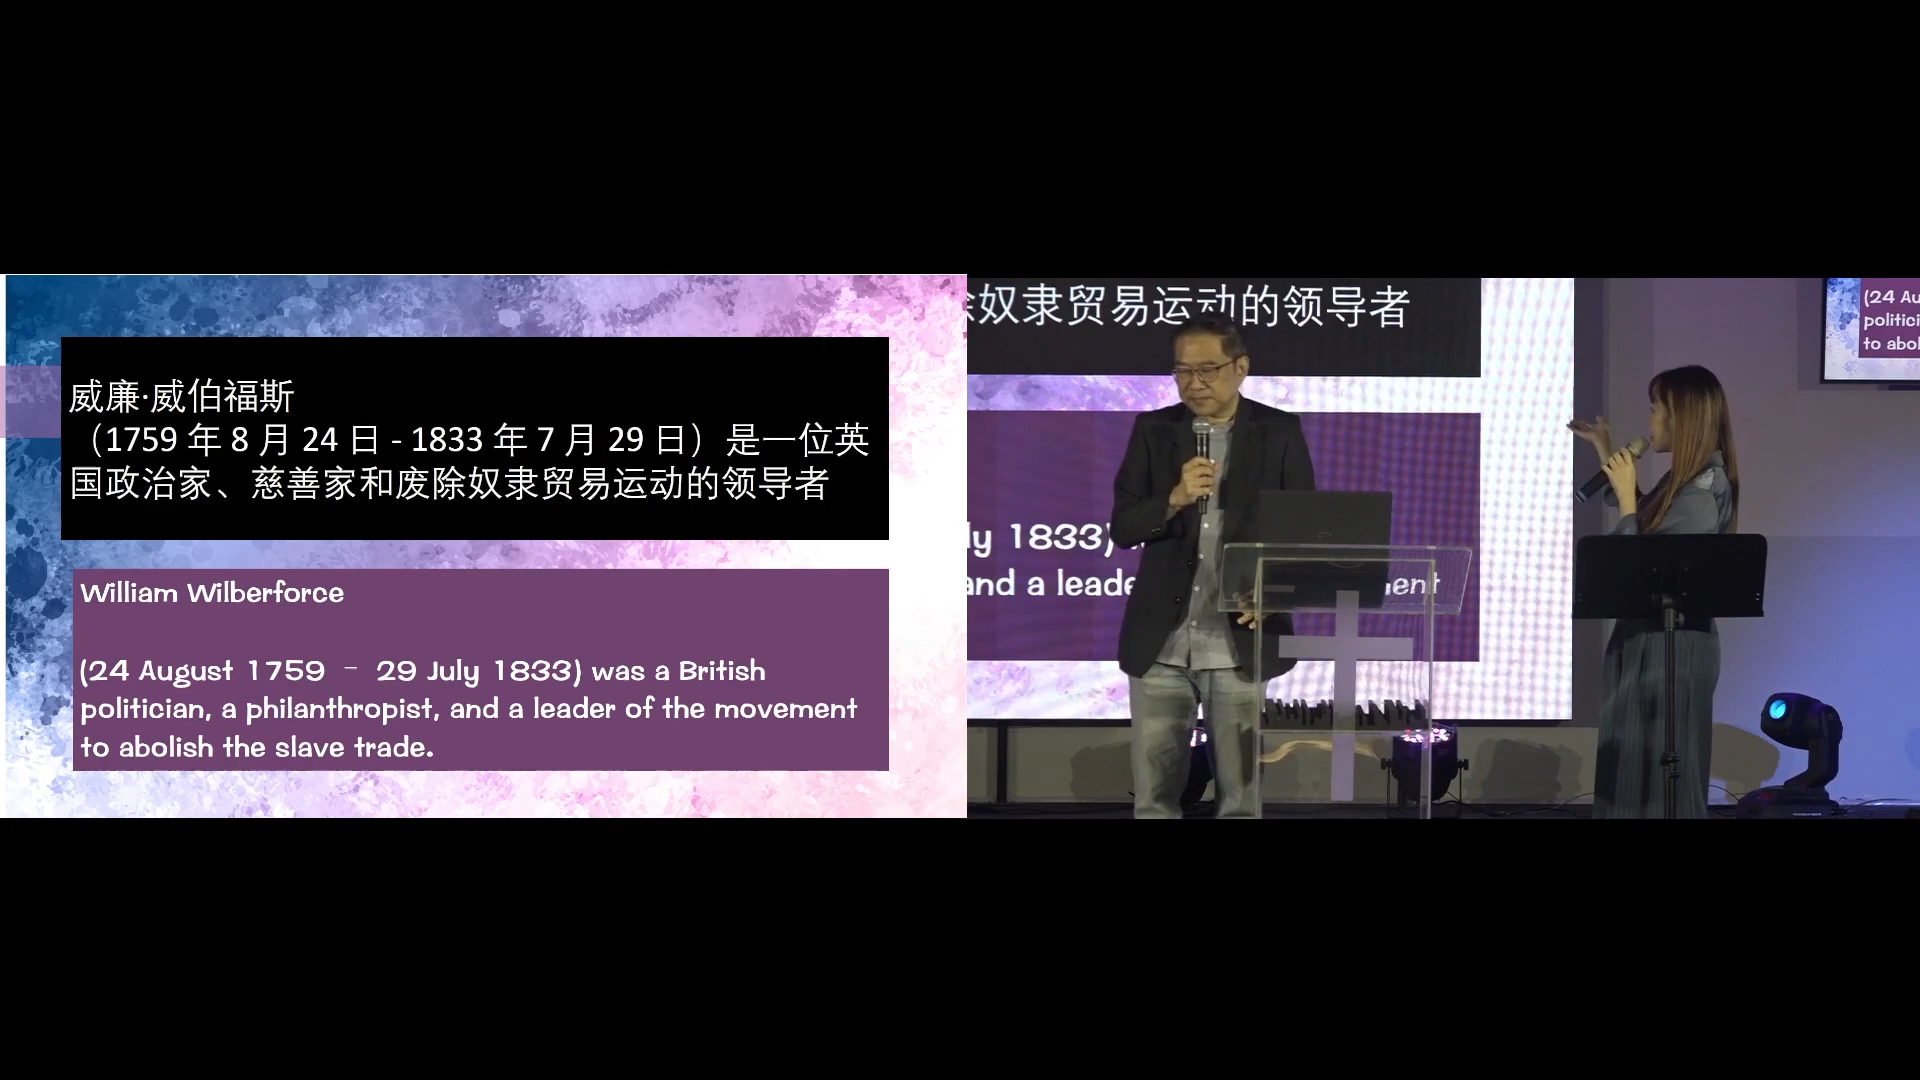 威廉·威伯福斯
（1759 年 8 月 24 日 - 1833 年 7 月 29 日）是一位英
国政治家、慈善家和废除奴隶贸易运动的领导者
William Wilberforce
(24 August 1759 – 29 July 1833) was a British
politician, a philanthropist, and a leader of the movement
to abolish the slave trade.
奴隶贸易运动的领导者
ly 1833)
and a leade
ment
(24 Au
politici
to abol